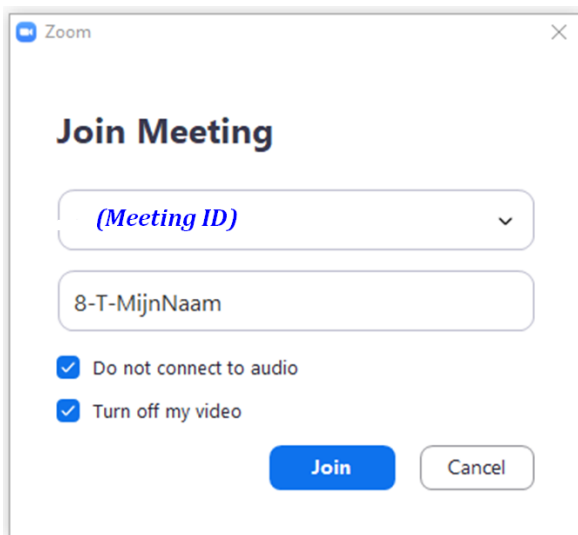 Zoom
Join Meeting
(Meeting ID)
8-T-MijnNaam
Do not connect to audio
Turn off my video
Join Cancel